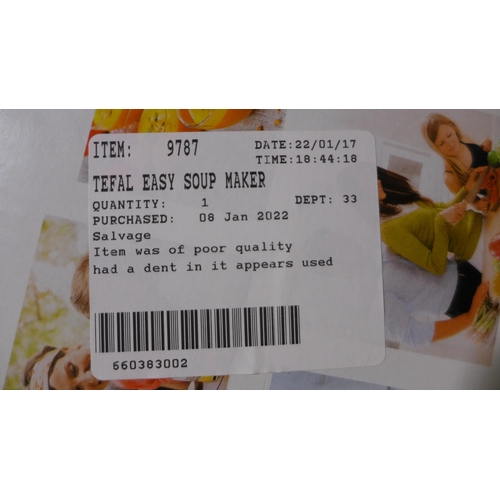 ITEM: 9787 DATE:22/01/17
TIME:18:44:18
TEFAL EASY SOUP MAKER
QUANTITY: 1 DEPT: 33
PURCHASED: 08 Jan 2022
Salvage
Item was of poor quality
had a dent in it appears used
660383002